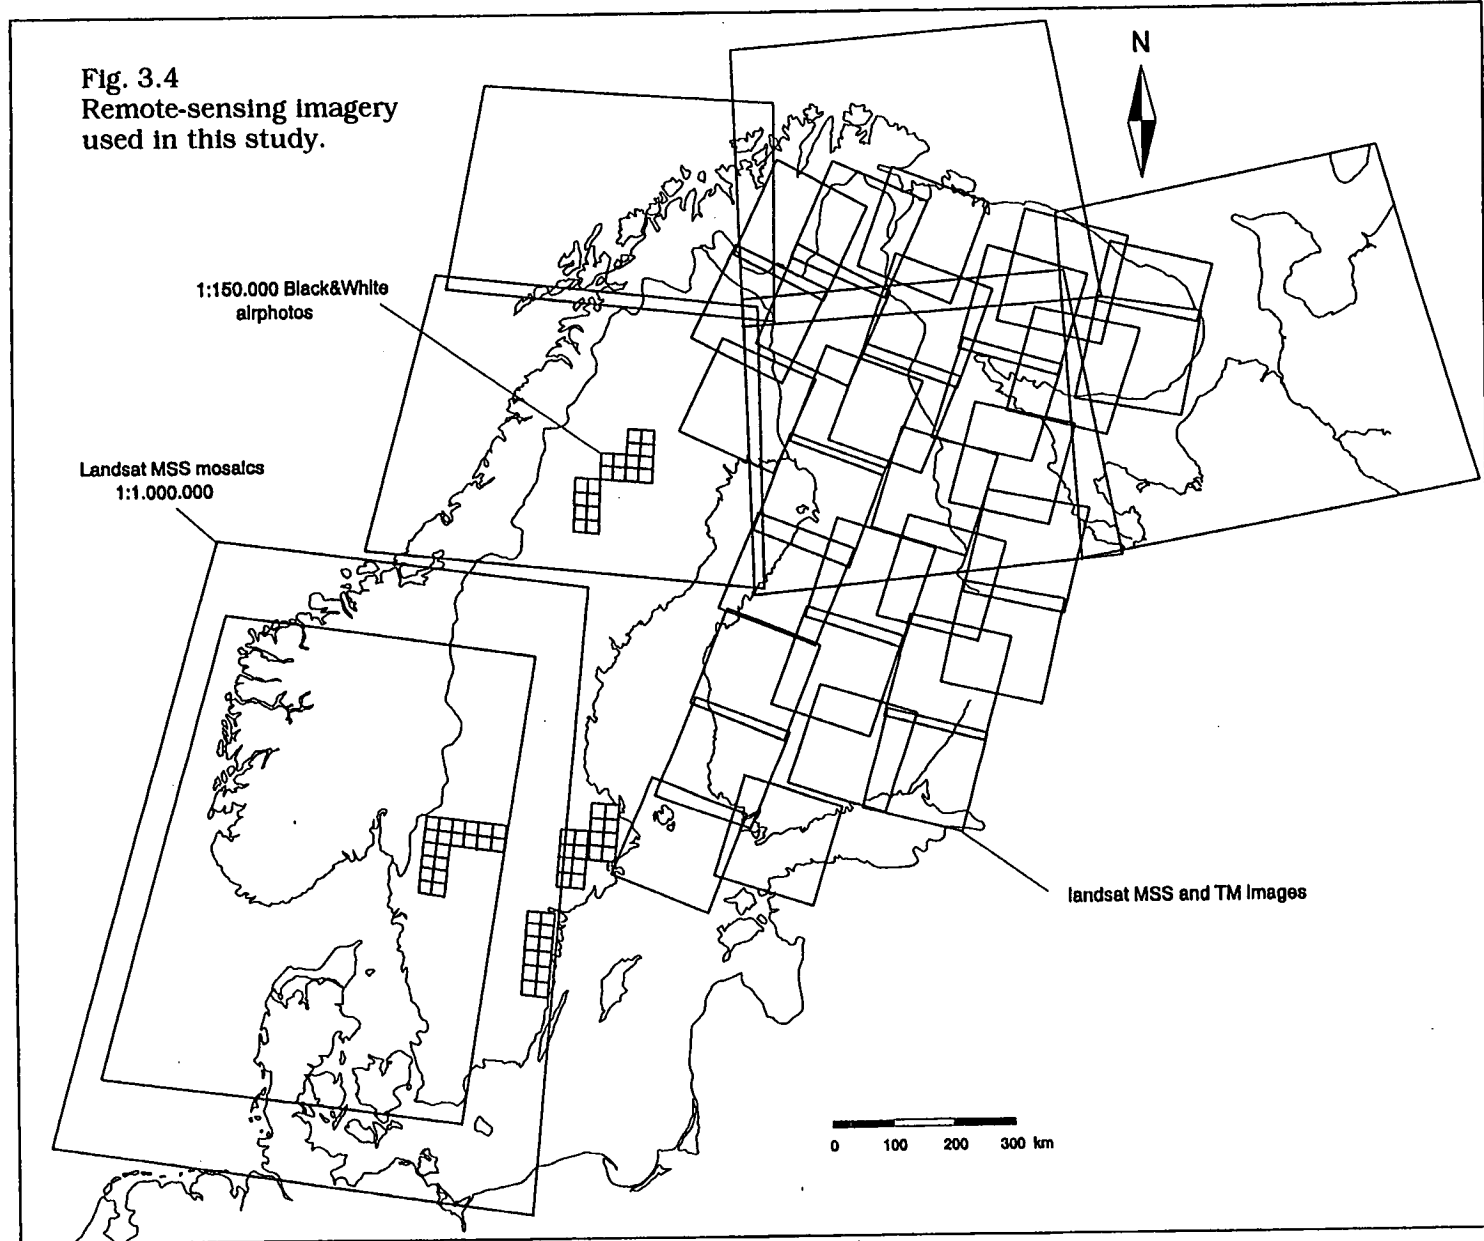 Fig. 3.4
Remote-sensing imagery
used in this study.
N
1:150.000 Black&White
airphotos
Landsat MSS mosaics
1:1.000.000
landsat MSS and TM images
0 100 200 300 km